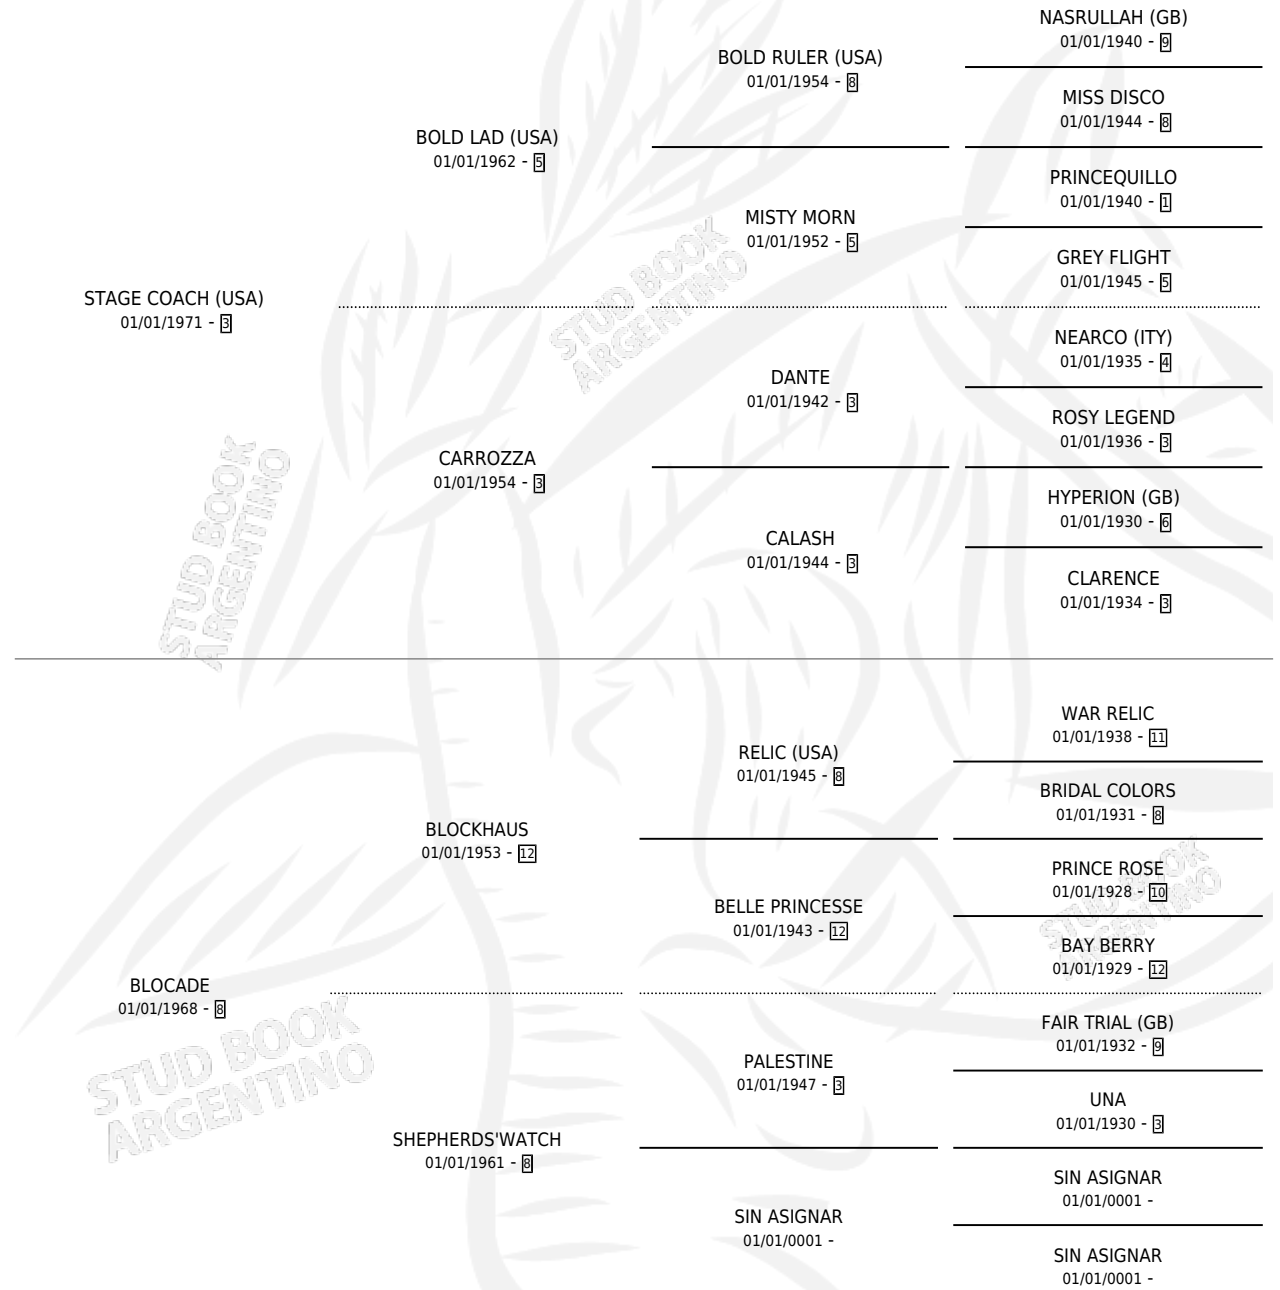 NASRULLAH (GB)
01/01/1940 - 9
BOLD RULER (USA)
01/01/1954 - 8
MISS DISCO
01/01/1944 - 8
BOLD LAD (USA)
01/01/1962 - 5
PRINCEQUILLO
01/01/1940 - 1
MISTY MORN
01/01/1952 - 5
GREY FLIGHT
01/01/1945 - 5
STAGE COACH (USA)
01/01/1971 - 3
NEARCO (ITY)
01/01/1935 - 4
DANTE
01/01/1942 - 3
ROSY LEGEND
01/01/1936 - 3
CARROZZA
01/01/1954 - 3
HYPERION (GB)
01/01/1930 - 6
CALASH
01/01/1944 - 3
CLARENCE
01/01/1934 - 3
WAR RELIC
01/01/1938 - 11
RELIC (USA)
01/01/1945 - 8
BRIDAL COLORS
01/01/1931 - 8
BLOCKHAUS
01/01/1953 - 12
PRINCE ROSE
01/01/1928 - 10
BELLE PRINCESSE
01/01/1943 - 12
BAY BERRY
01/01/1929 - 12
BLOCADE
01/01/1968 - 8
FAIR TRIAL (GB)
01/01/1932 - 9
PALESTINE
01/01/1947 - 3
UNA
01/01/1930 - 3
SHEPHERDS'WATCH
01/01/1961 - 8
SIN ASIGNAR
01/01/0001 -
SIN ASIGNAR
01/01/0001 -
SIN ASIGNAR
01/01/0001 -
STUD BOOK
ARGENTINO
STUD BOOK
ARGENTINO
STUD BOOK
ARGENTINO
STUD BOOK
ARGENTINO